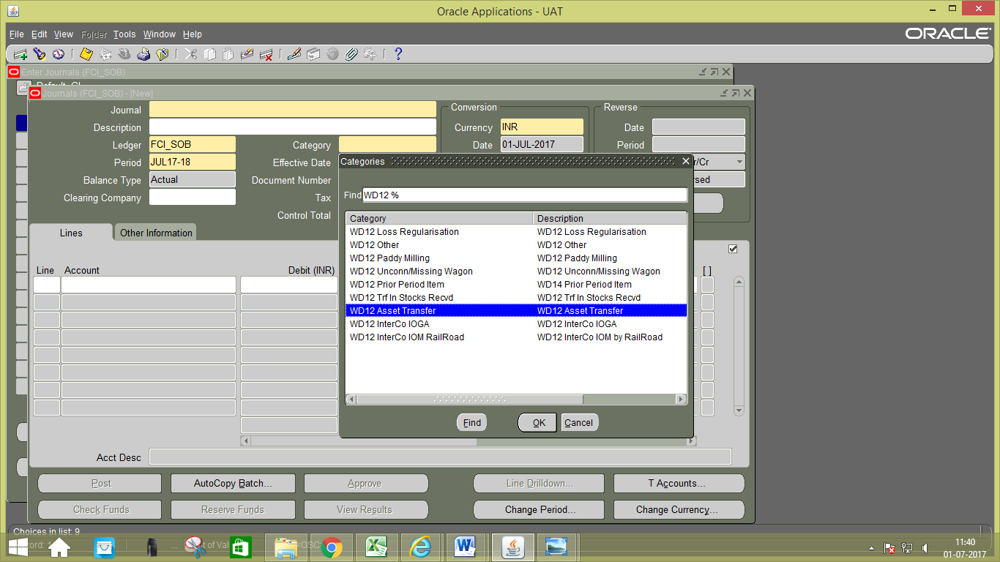 Oracle Applications - UAT
File Edit View Folder Tools Window Help
ORACLE
Enter Journals (FCI_SOB)
Journals (FCI_SOB) - [New]
Journal
Description
Ledger FCI_SOB Category
Period JUL17-18 Effective Date
Balance Type Actual Document Number
Clearing Company Tax
Control Total
Conversion
Currency INR
Date 01-JUL-2017
Reverse
Date
Period
r/Cr
rsed
Categories
Find WD12 %
Category Description
WD12 Loss Regularisation WD12 Loss Regularisation
WD12 Other WD12 Other
WD12 Paddy Milling WD12 Paddy Milling
WD12 Unconn/Missing Wagon WD12 Unconn/Missing Wagon
WD12 Prior Period Item WD14 Prior Period Item
WD12 Trf In Stocks Recvd WD12 Trf In Stocks Recvd
WD12 Asset Transfer WD12 Asset Transfer
WD12 InterCo IOGA WD12 InterCo IOGA
WD12 InterCo IOM RailRoad WD12 InterCo IOM by RailRoad
Find OK Cancel
Lines Other Information
Line Account Debit (INR) [ ]
Acct Desc
Post AutoCopy Batch... Approve Line Drilldown... T Accounts...
Check Funds Reserve Funds View Results Change Period... Change Currency...
Choices in list: 9
11:40
01-07-2017